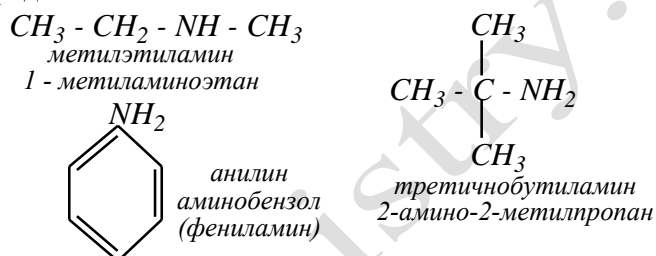 CH₃ - CH₂ - NH - CH₃
метилэтиламин
1 - метиламиноэтан
NH₂
анилин
аминобензол
(фениламин)
CH₃
CH₃ - C - NH₂
CH₃
третичнобутиламин
2-амино-2-метилпропан